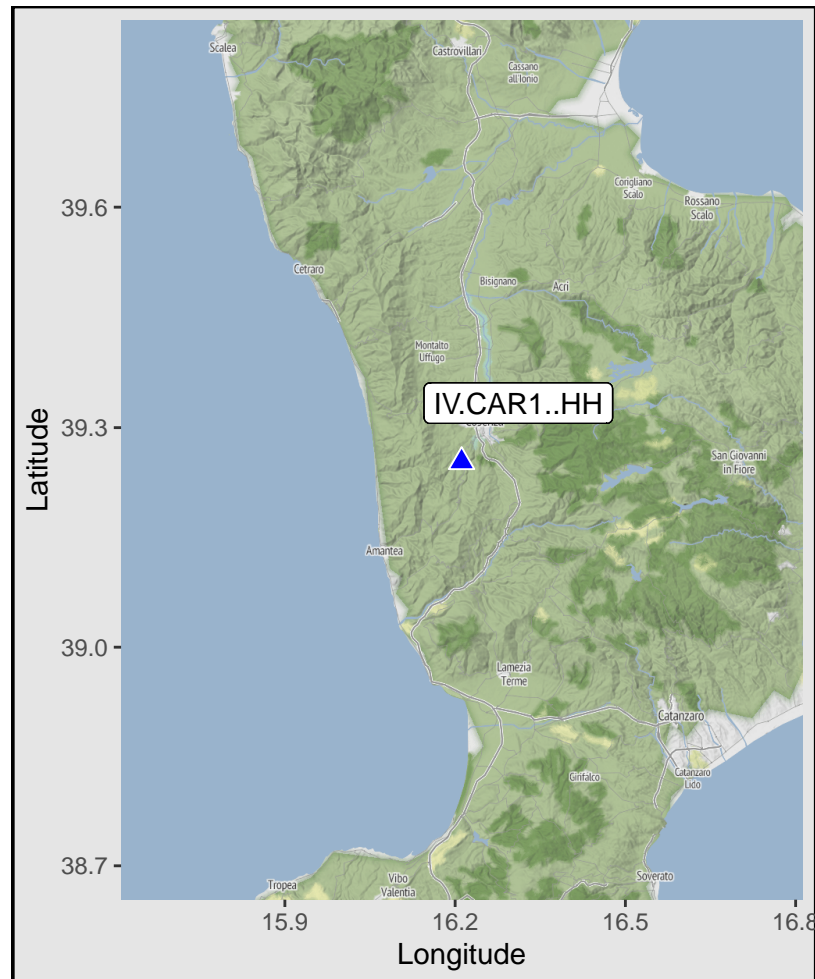 Scalea
Castrovillari
Cassano
all'Ionio
Corigliano
Scalo
Rossano
Scalo
39.6
Cetraro
Bisignano
Acri
Montalto
Uffugo
IV.CAR1..HH
39.3
San Giovanni
in Fiore
Latitude
Amantea
39.0
Lamezia
Terme
Catanzaro
Girifalco
Catanzaro
Lido
38.7
Tropea
Vibo
Valentia
Soverato
15.9
16.2
16.5
16.8
Longitude